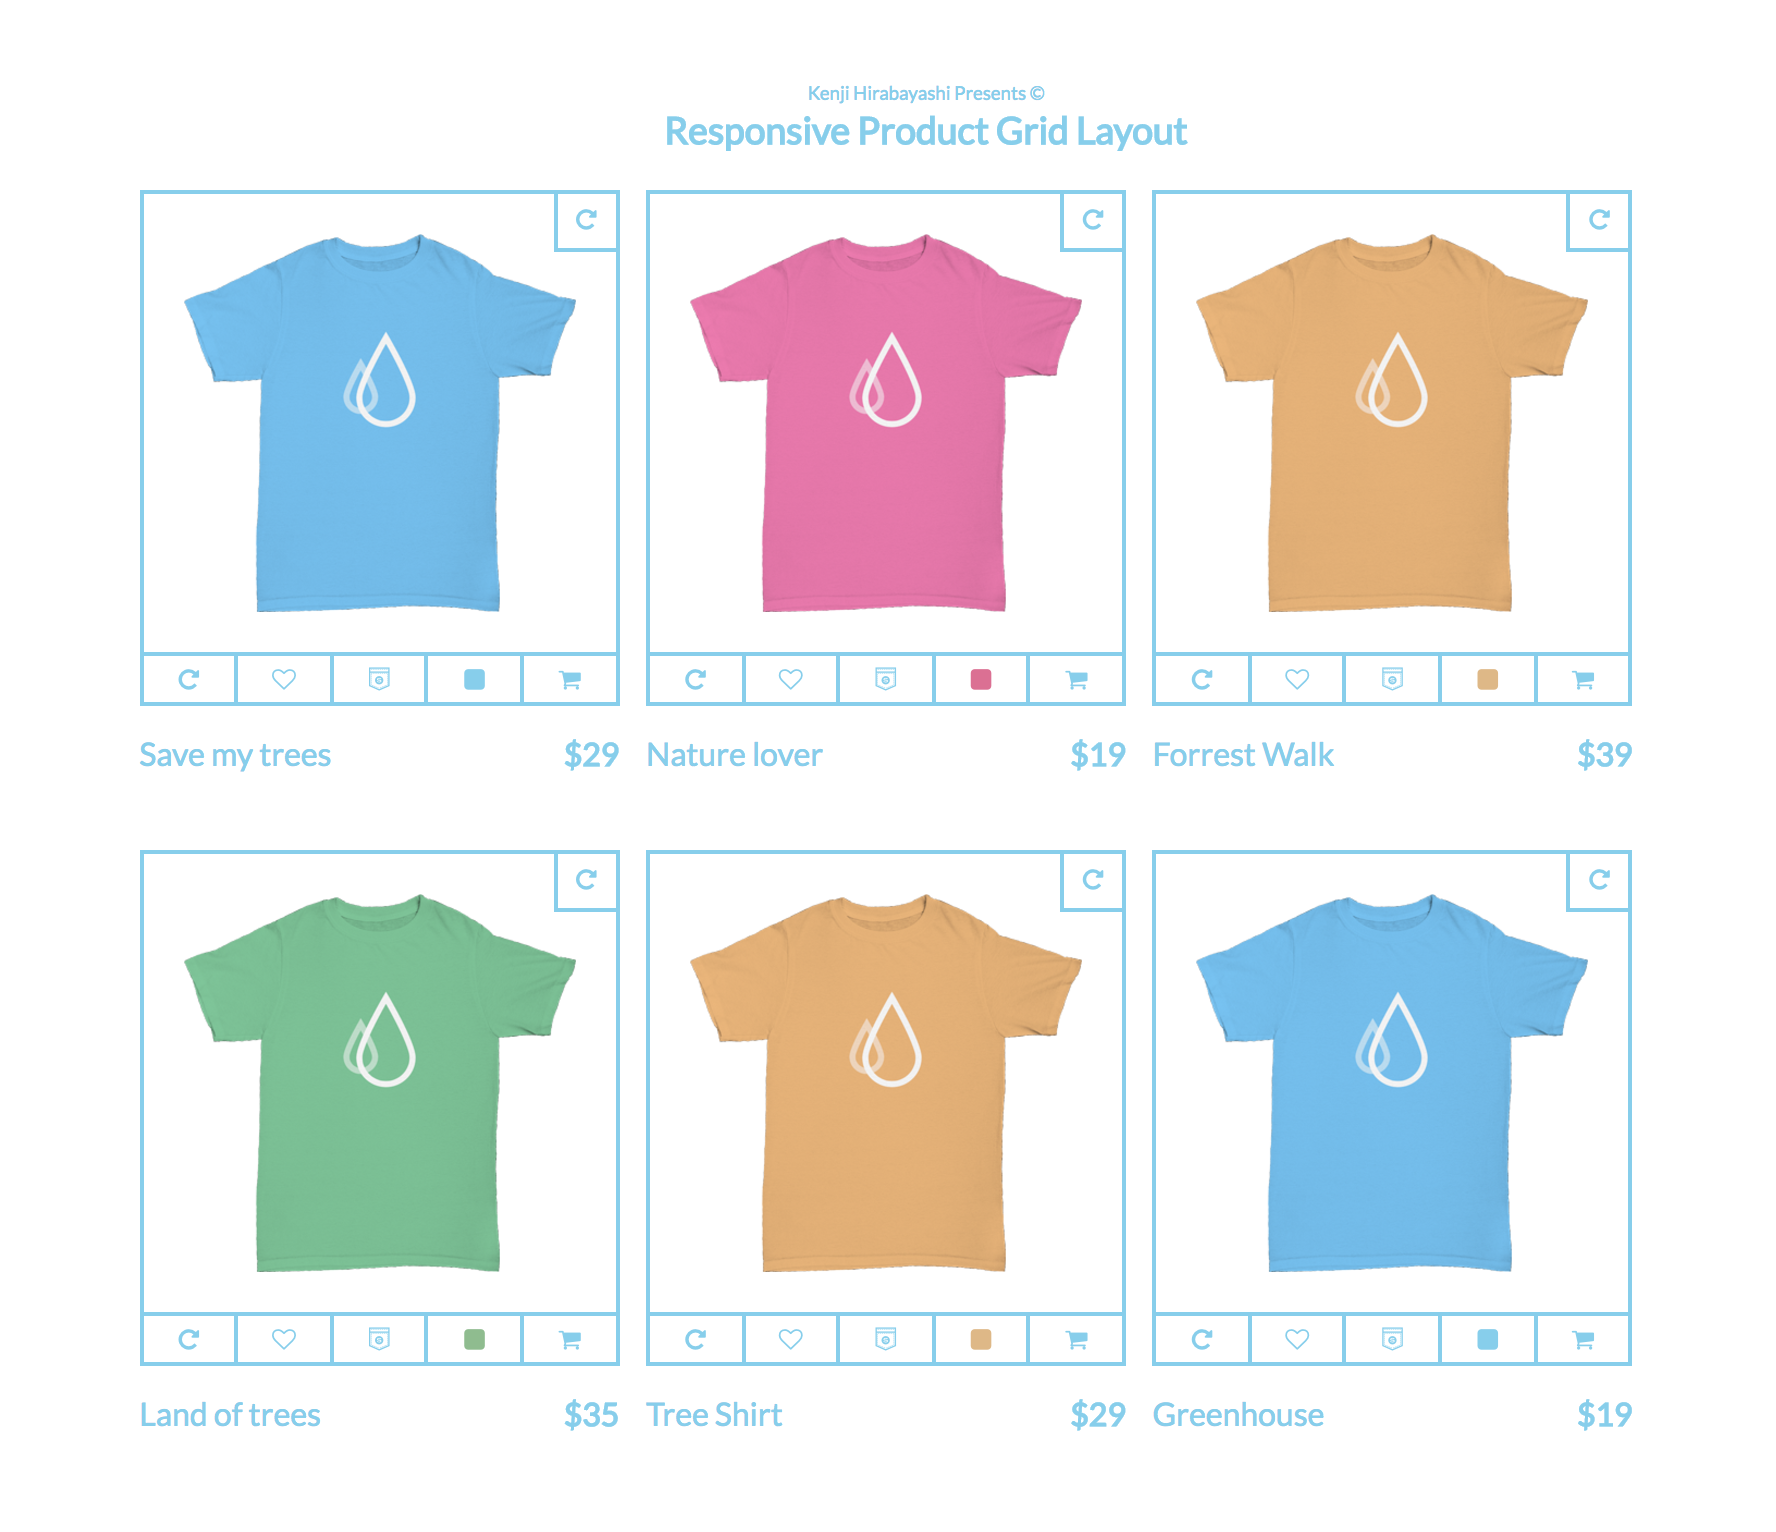 Kenji Hirabayashi Presents ©
Responsive Product Grid Layout
Save my trees $29
Nature lover $19
Forrest Walk $39
Land of trees $35
Tree Shirt $29
Greenhouse $19